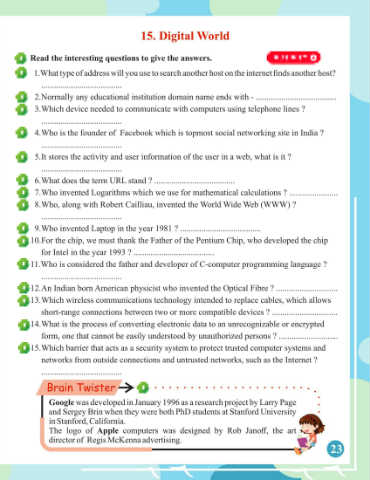 15. Digital World
Read the interesting questions to give the answers.
1.What type of address will you use to search another host on the internet finds another host?
....................................
2.Normally any educational institution domain name ends with - ....................................
3.Which device needed to communicate with computers using telephone lines ?
....................................
4.Who is the founder of Facebook which is topmost social networking site in India ?
....................................
5.It stores the activity and user information of the user in a web, what is it ?
....................................
6.What does the term URL stand ? ....................................
7.Who invented Logarithms which we use for mathematical calculations ? ......................
8.Who, along with Robert Cailliau, invented the World Wide Web (WWW) ?
....................................
9.Who invented Laptop in the year 1981 ? ....................................
10.For the chip, we must thank the Father of the Pentium Chip, who developed the chip
for Intel in the year 1993 ? ....................................
11.Who is considered the father and developer of C-computer programming language ?
....................................
12.An Indian born American physicist who invented the Optical Fibre ? ............................
13.Which wireless communications technology intended to replace cables, which allows
short-range connections between two or more compatible devices ? .............................
14.What is the process of converting electronic data to an unrecognizable or encrypted
form, one that cannot be easily understood by unauthorized persons ? ..........................
15.Which barrier that acts as a security system to protect trusted computer systems and
networks from outside connections and untrusted networks, such as the Internet ?
....................................
Brain Twister
Google was developed in January 1996 as a research project by Larry Page
and Sergey Brin when they were both PhD students at Stanford University
in Stanford, California.
The logo of Apple computers was designed by Rob Janoff, the art
director of Regis McKenna advertising.
23